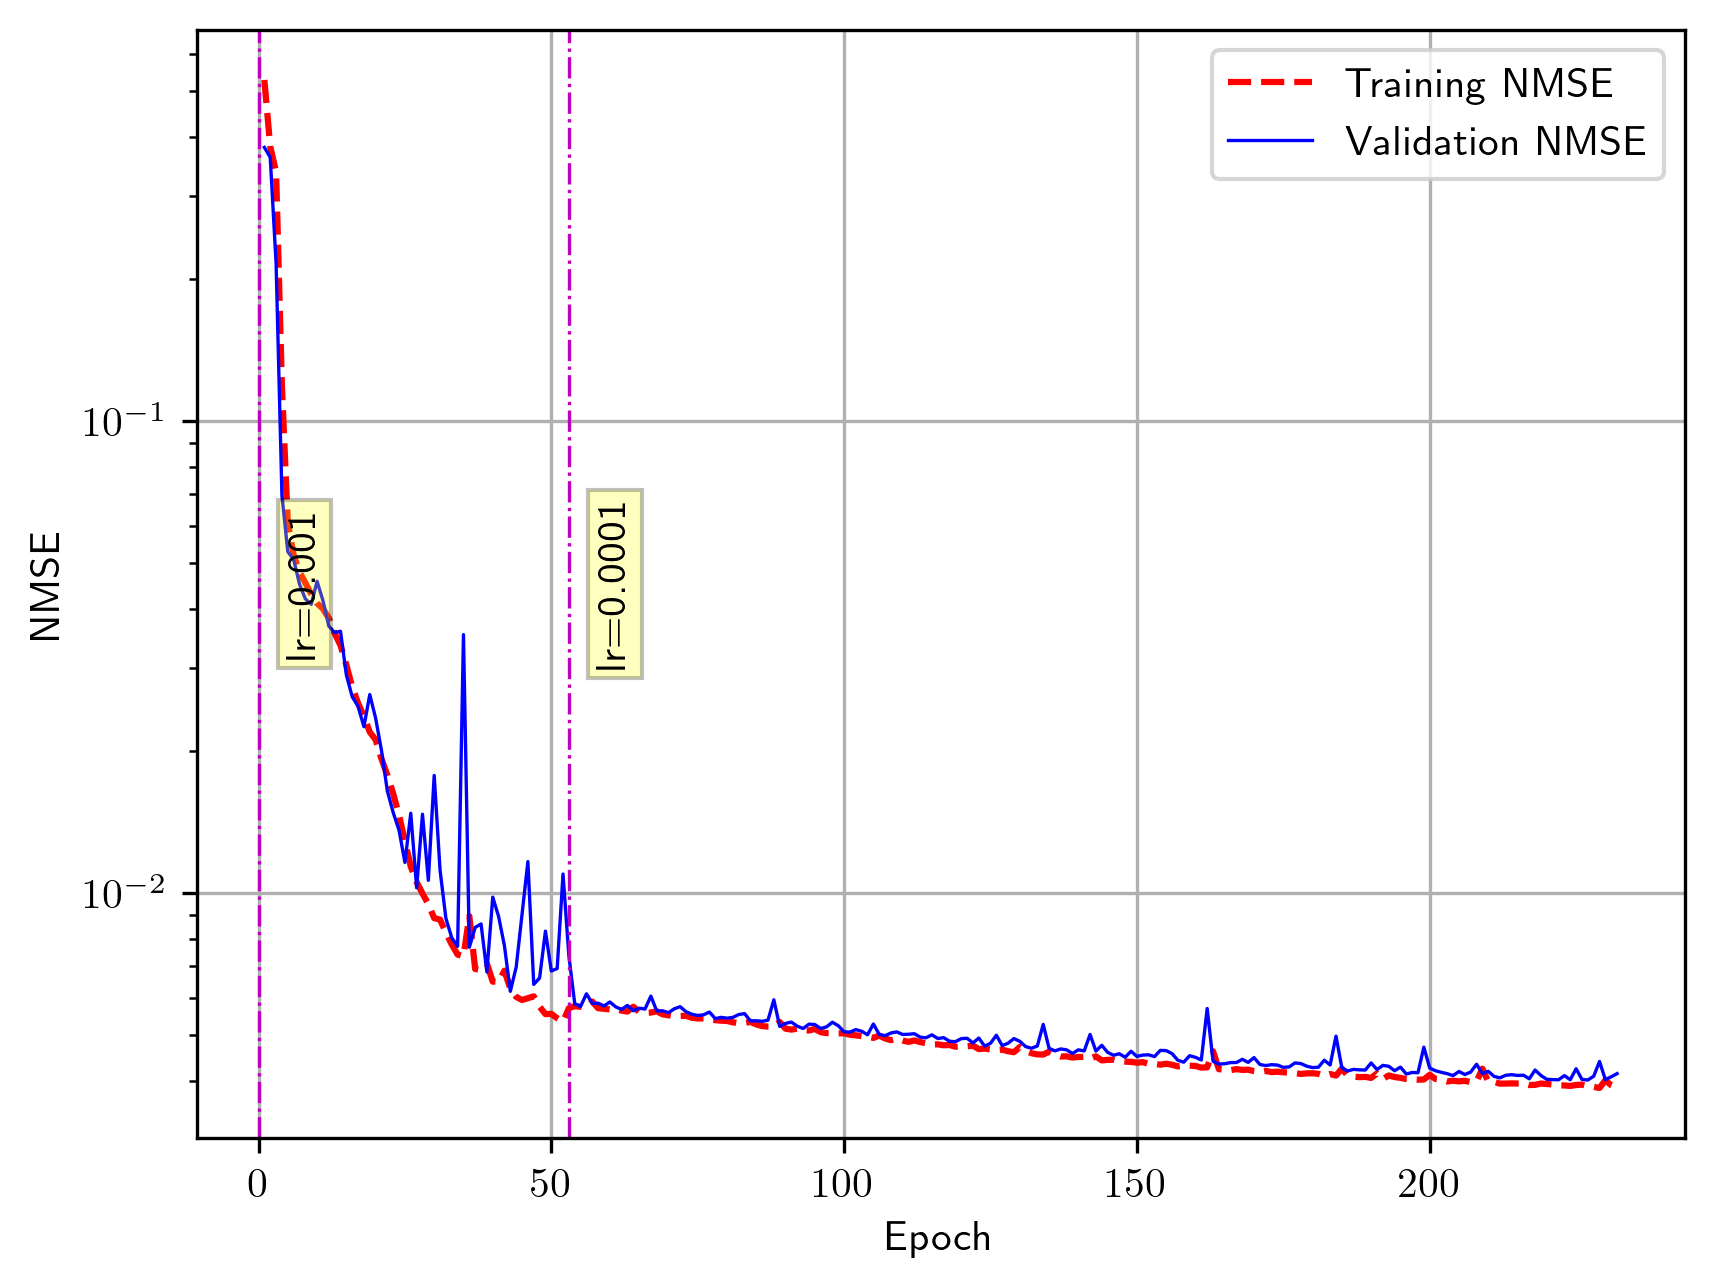 Training NMSE
Validation NMSE
10⁻¹
10⁻²
NMSE
lr=0.001
lr=0.0001
0
50
100
150
200
Epoch